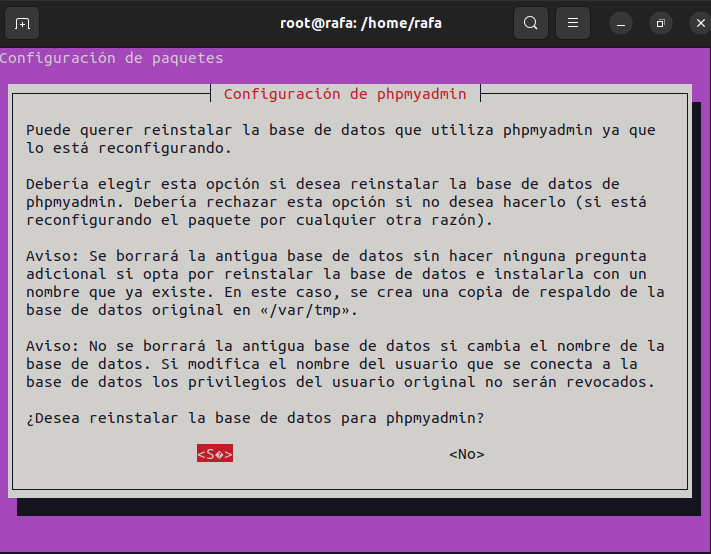 root@rafa: /home/rafa
Configuración de paquetes
Configuración de phpmyadmin
Puede querer reinstalar la base de datos que utiliza phpmyadmin ya que
lo está reconfigurando.
Debería elegir esta opción si desea reinstalar la base de datos de
phpmyadmin. Debería rechazar esta opción si no desea hacerlo (si está
reconfigurando el paquete por cualquier otra razón).
Aviso: Se borrará la antigua base de datos sin hacer ninguna pregunta
adicional si opta por reinstalar la base de datos e instalarla con un
nombre que ya existe. En este caso, se crea una copia de respaldo de la
base de datos original en «/var/tmp».
Aviso: No se borrará la antigua base de datos si cambia el nombre de la
base de datos. Si modifica el nombre del usuario que se conecta a la
base de datos los privilegios del usuario original no serán revocados.
¿Desea reinstalar la base de datos para phpmyadmin?
<S�> <No>